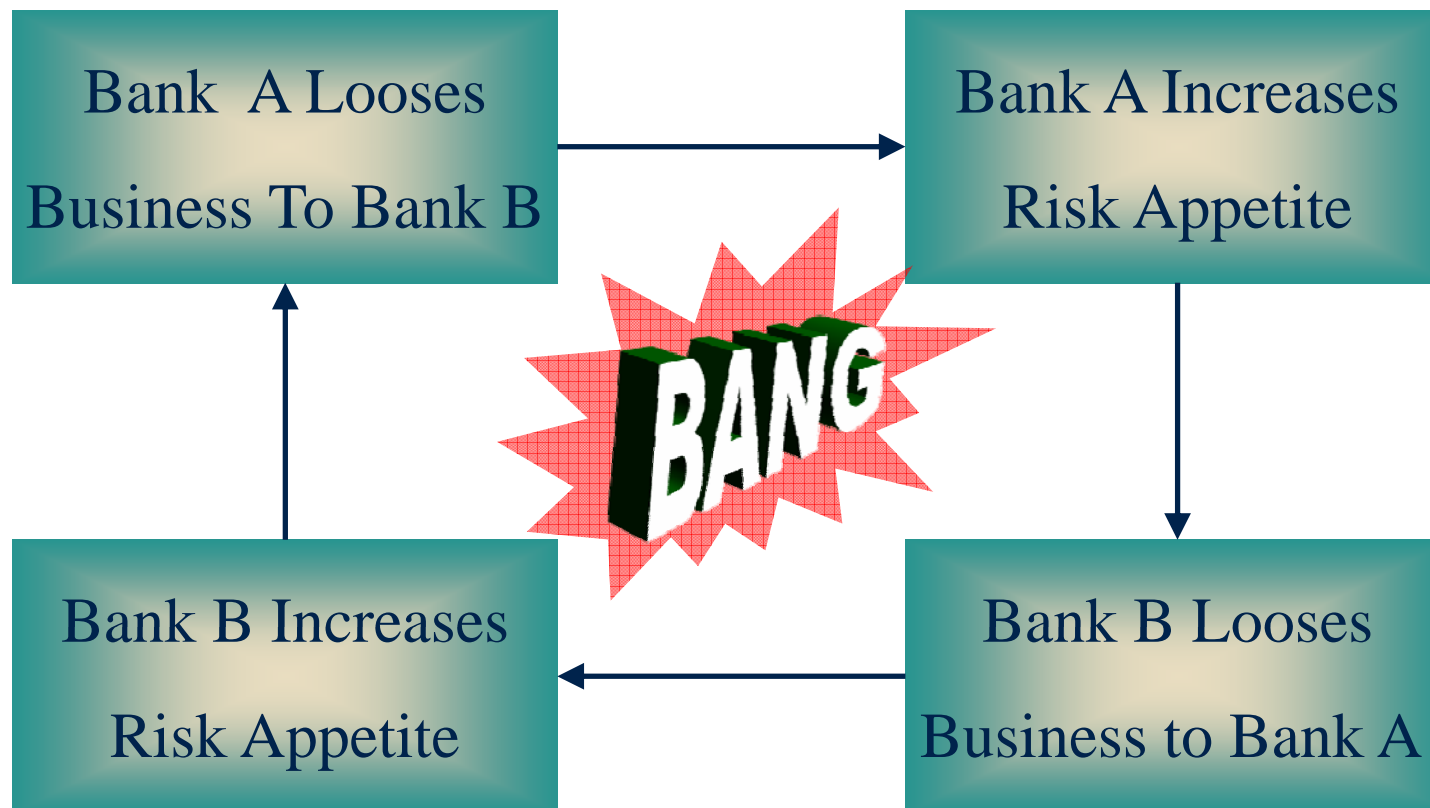 Bank A Looses
Business To Bank B
Bank A Increases
Risk Appetite
BANG
Bank B Increases
Risk Appetite
Bank B Looses
Business to Bank A